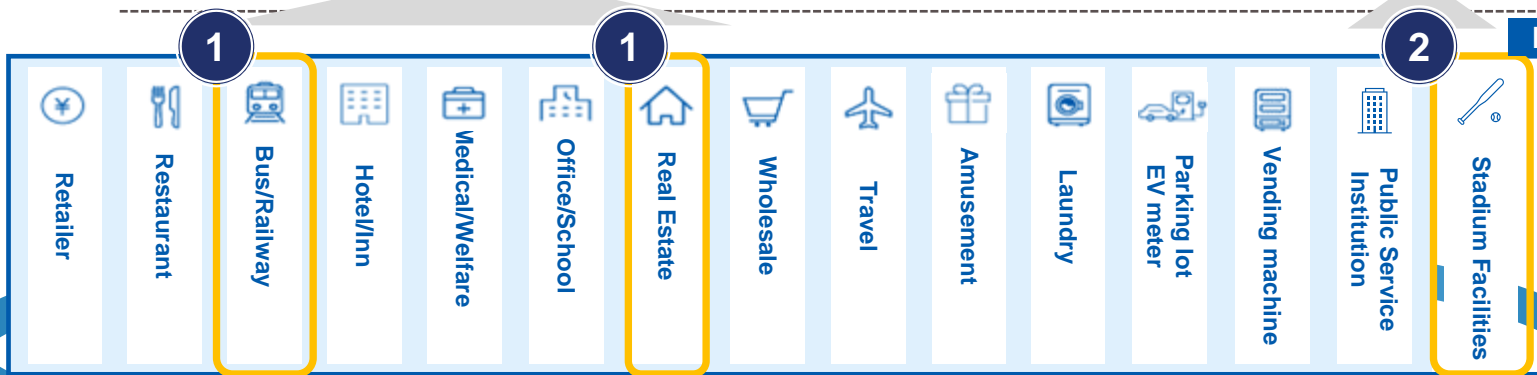 1
1
2
¥
Retailer
Restaurant
Bus/Railway
Hotel/Inn
Medical/Welfare
Office/School
Real Estate
Wholesale
Travel
Amusement
Laundry
Parking lot
EV meter
Vending machine
Public Service
Institution
Stadium Facilities